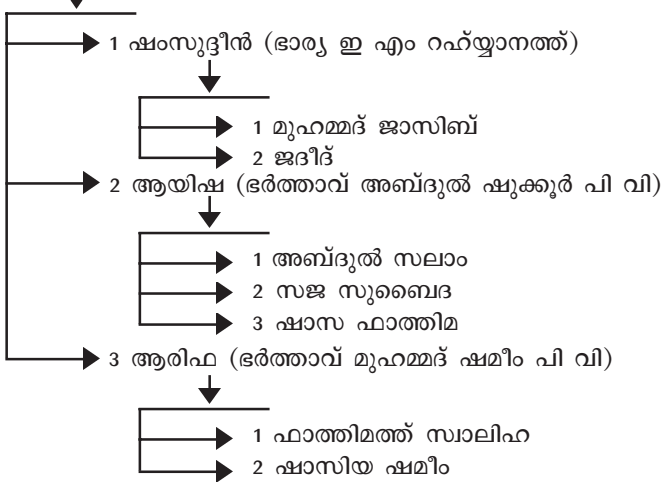 1 ഷംസുദ്ദീൻ (ഭാര്യ ഇ എം റഹ്യ്യാനത്ത്)
1 മുഹമ്മദ് ജാസിബ്
2 ജദീദ്
2 ആയിഷ (ഭർത്താവ് അബ്ദുൽ ഷുക്കൂർ പി വി)
1 അബ്ദുൽ സലാം
2 സജ സുബൈദ
3 ഷാസ ഫാത്തിമ
3 ആരിഫ (ഭർത്താവ് മുഹമ്മദ് ഷമീം പി വി)
1 ഫാത്തിമത്ത് സ്വാലിഹ
2 ഷാസിയ ഷമീം